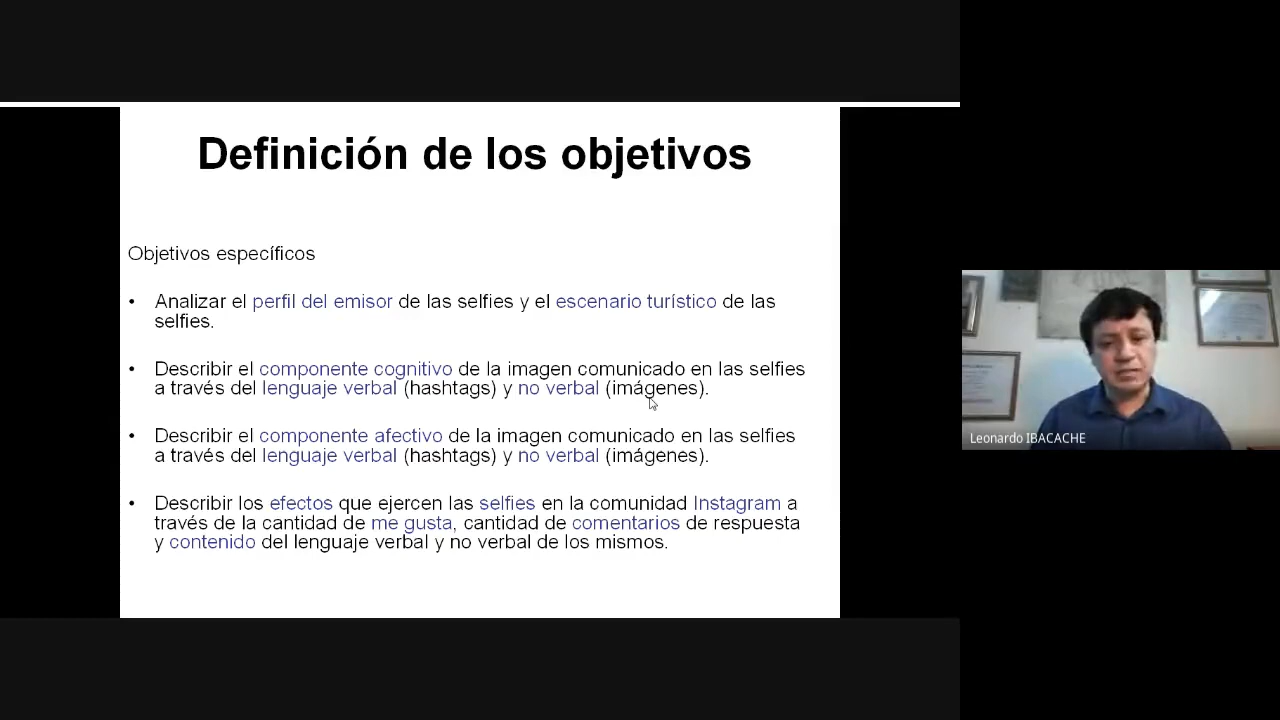 Definición de los objetivos
Objetivos específicos
• Analizar el perfil del emisor de las selfies y el escenario turístico de las
selfies.
• Describir el componente cognitivo de la imagen comunicado en las selfies
a través del lenguaje verbal (hashtags) y no verbal (imágenes).
• Describir el componente afectivo de la imagen comunicado en las selfies
a través del lenguaje verbal (hashtags) y no verbal (imágenes).
• Describir los efectos que ejercen las selfies en la comunidad Instagram a
través de la cantidad de me gusta, cantidad de comentarios de respuesta
y contenido del lenguaje verbal y no verbal de los mismos.
Leonardo IBACACHE